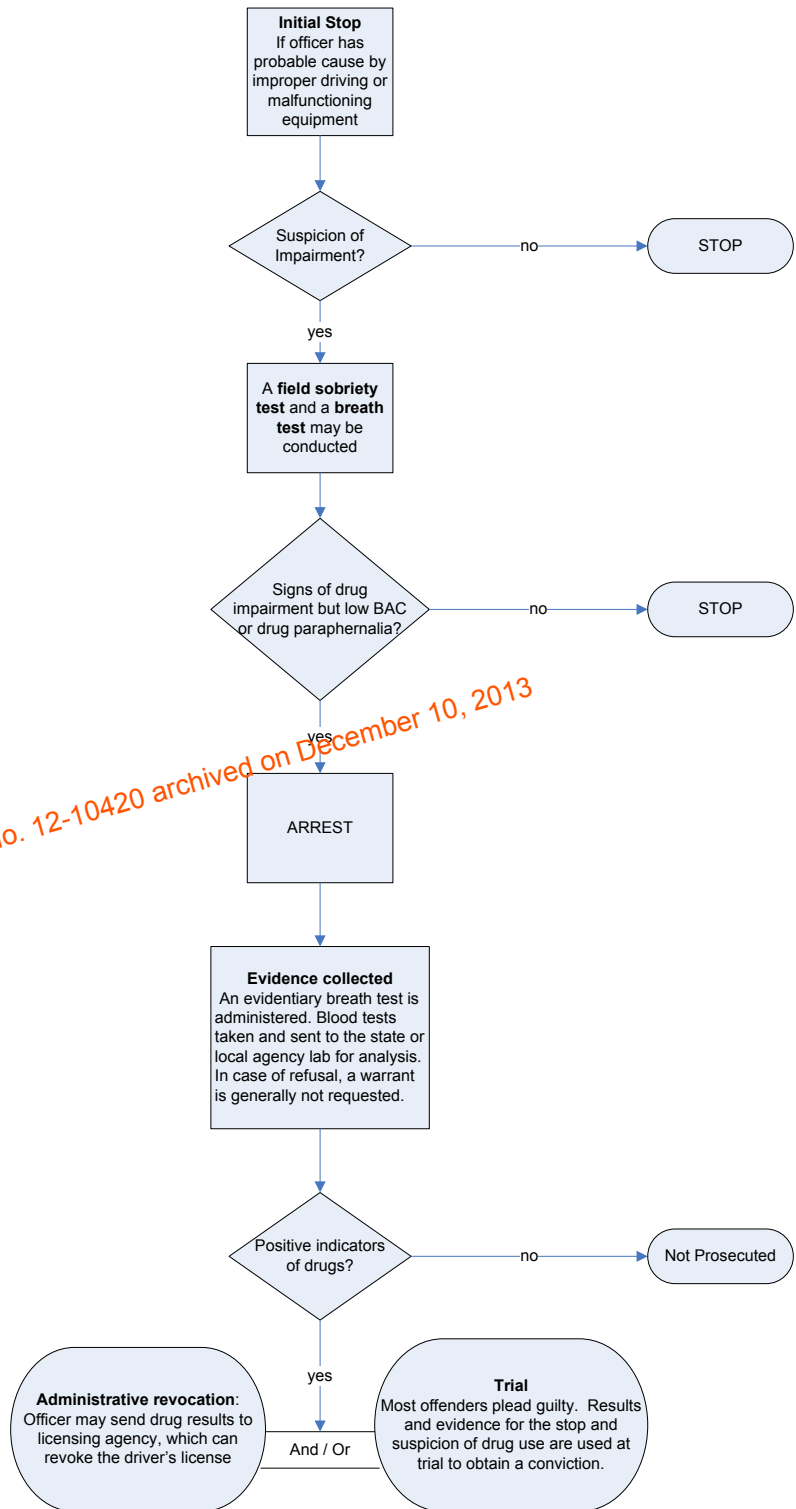 Initial Stop
If officer has
probable cause by
improper driving or
malfunctioning
equipment
Suspicion of
Impairment?
no
STOP
yes
A field sobriety
test and a breath
test may be
conducted
Signs of drug
impairment but low BAC
or drug paraphernalia?
no
STOP
yes
o. 12-10420 archived on December 10, 2013
ARREST
Evidence collected
An evidentiary breath test is
administered. Blood tests
taken and sent to the state or
local agency lab for analysis.
In case of refusal, a warrant
is generally not requested.
Positive indicators
of drugs?
no
Not Prosecuted
yes
Administrative revocation:
Officer may send drug results to
licensing agency, which can
revoke the driver's license
And / Or
Trial
Most offenders plead guilty. Results
and evidence for the stop and
suspicion of drug use are used at
trial to obtain a conviction.